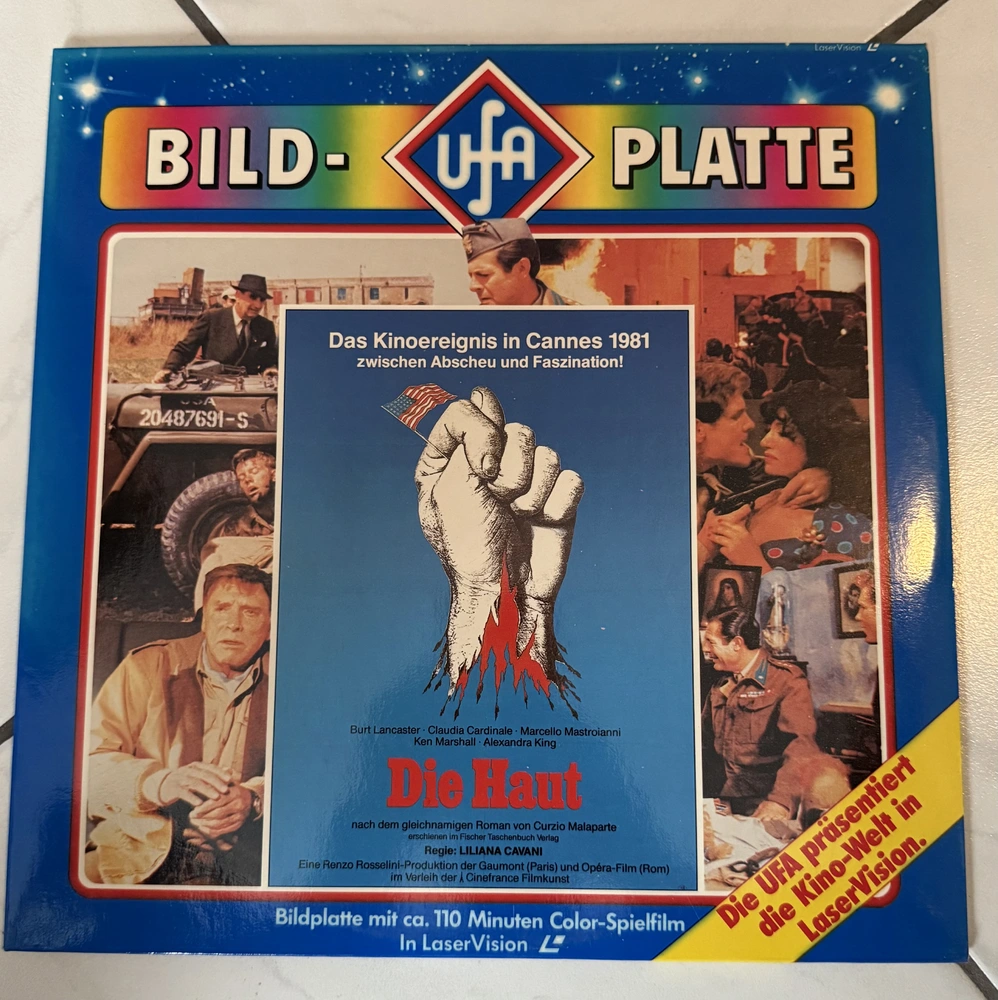 LaserVision
BILD-
UfA
PLATTE
USA
20487691-S
Das Kinoereignis in Cannes 1981
zwischen Abscheu und Faszination!
Burt Lancaster · Claudia Cardinale · Marcello Mastroianni
Ken Marshall · Alexandra King
Die Haut
nach dem gleichnamigen Roman von Curzio Malaparte
erschienen im Fischer Taschenbuch Verlag
Regie: LILIANA CAVANI
Eine Renzo Rosselini-Produktion der Gaumont (Paris) und Opéra-Film (Rom)
im Verleih der Cinefrance Filmkunst
Die UFA präsentiert
die Kino-Welt in
LaserVision.
Bildplatte mit ca. 110 Minuten Color-Spielfilm
In LaserVision